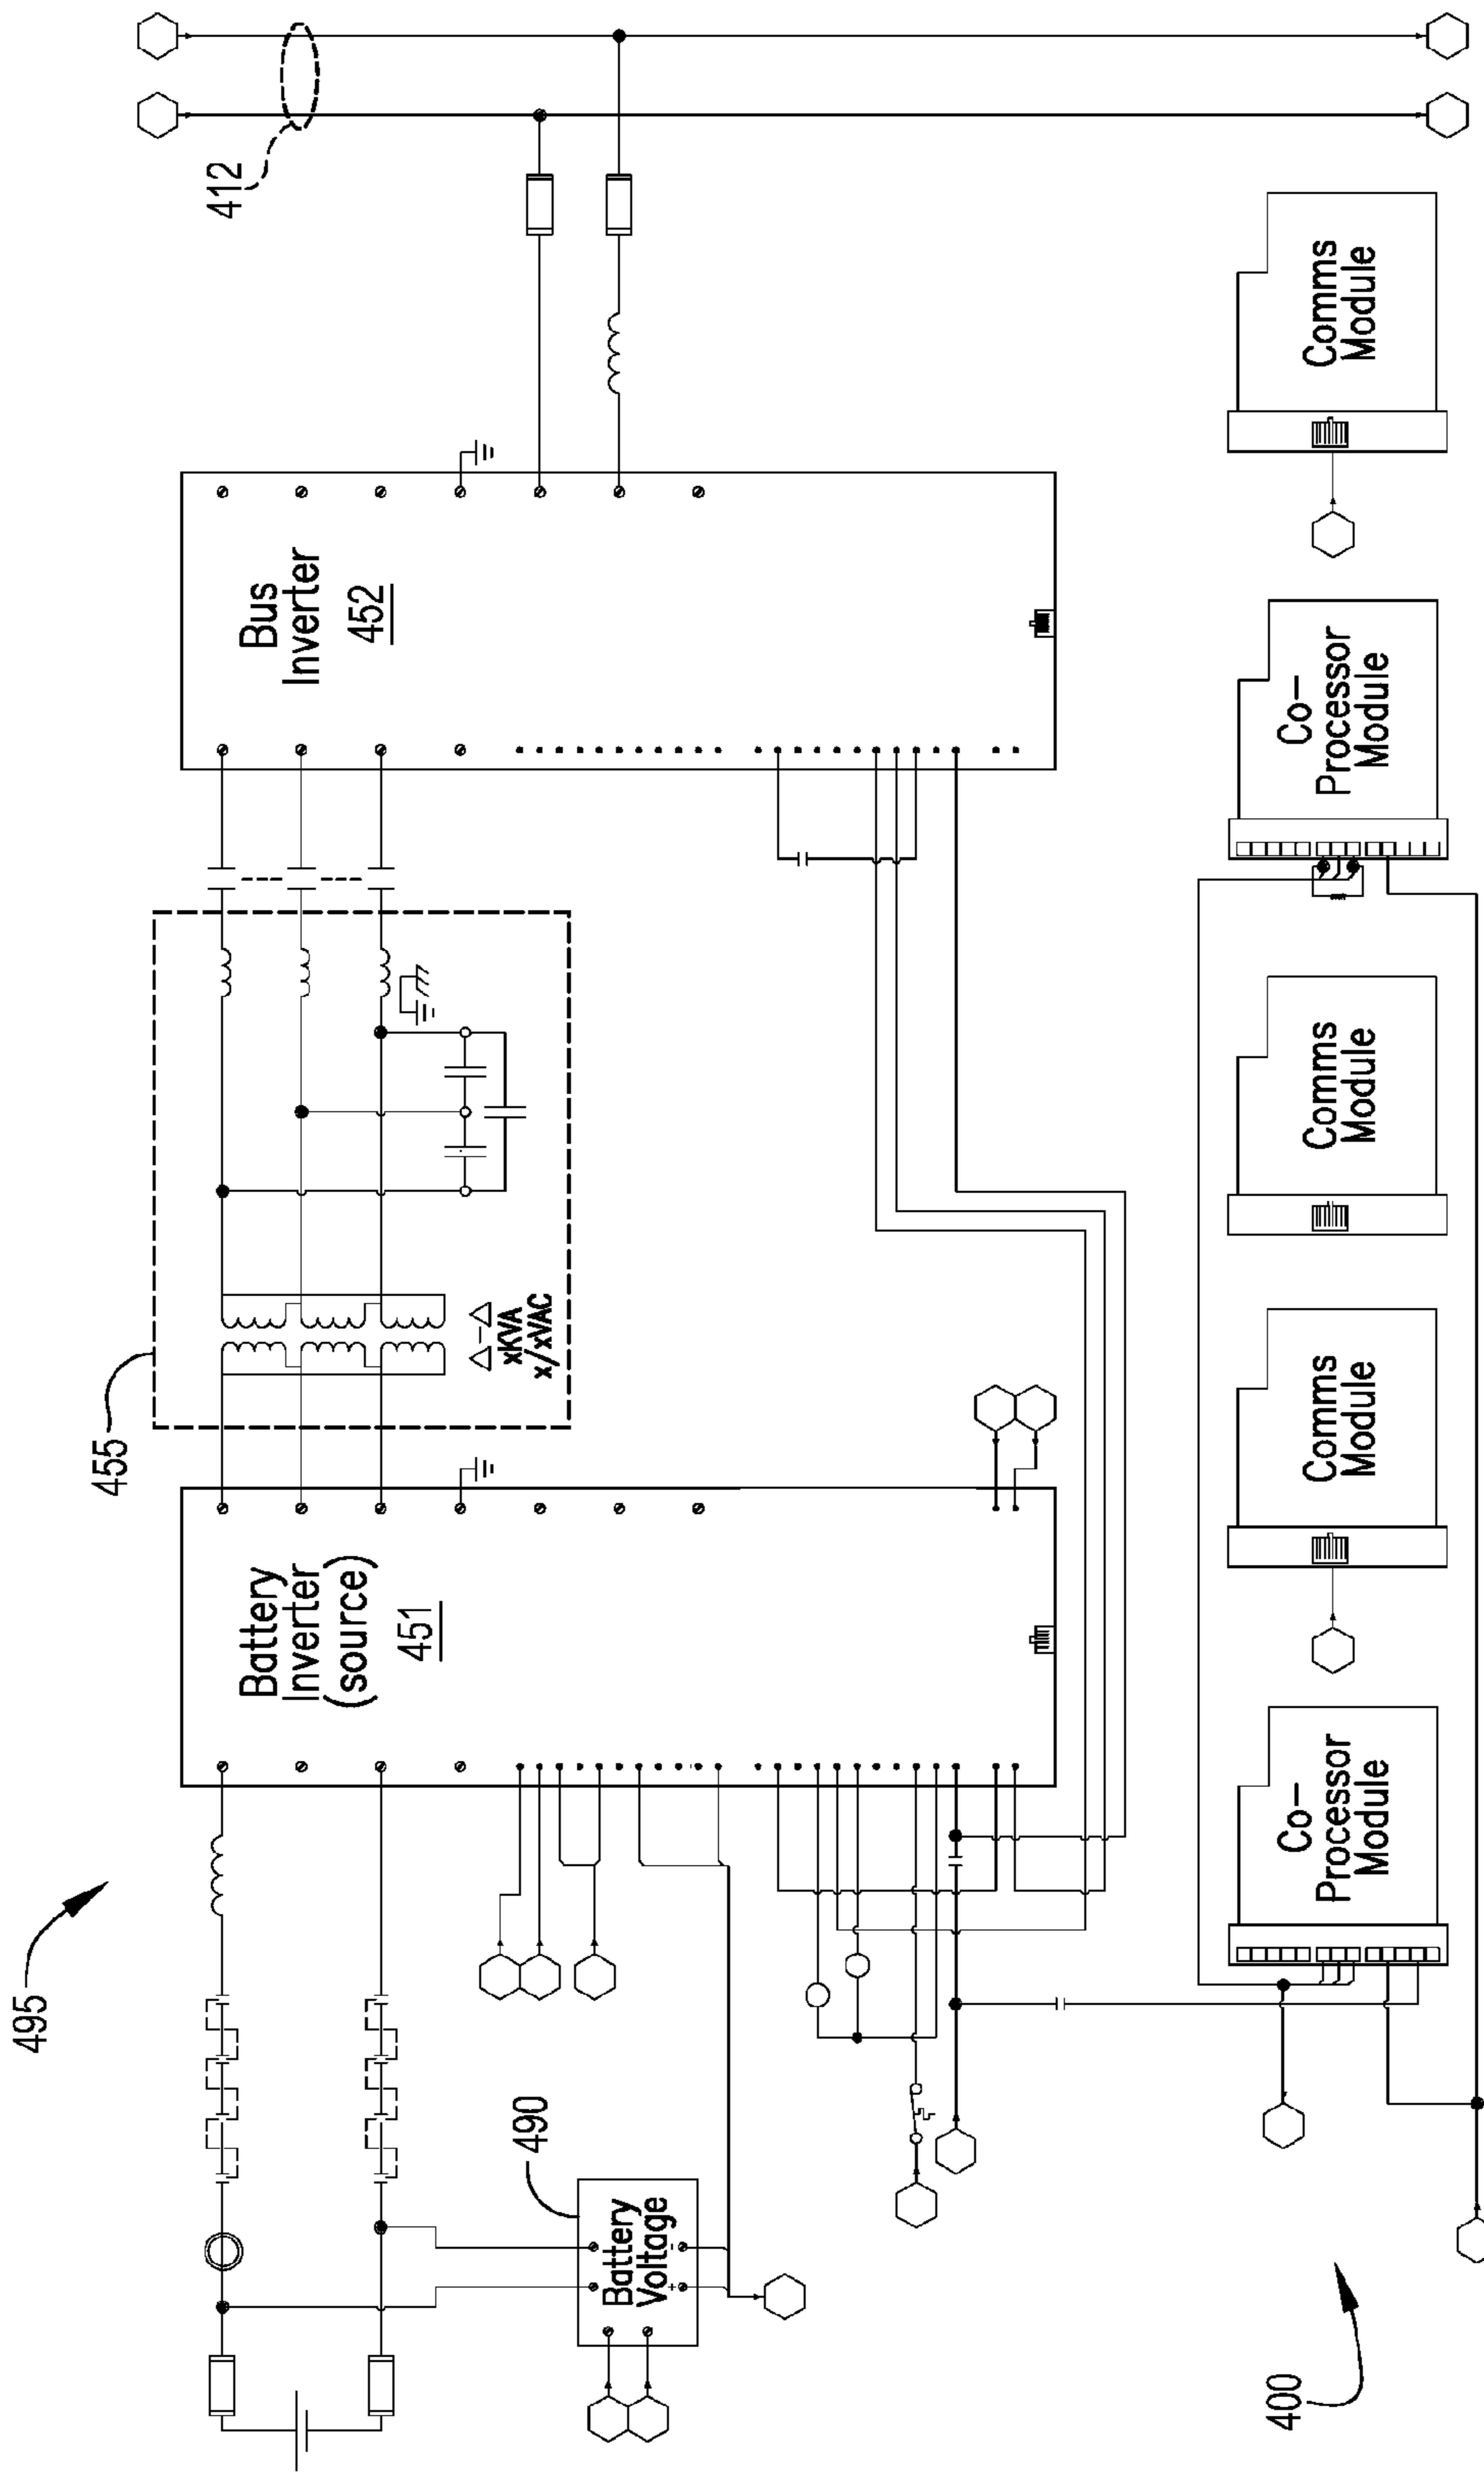 495
455
412
Battery
Inverter
(source)
451
Bus
Inverter
452
△-△
xKVA
x/xVAC
490
Battery
Voltage
+ -
400
Co-
Processor
Module
Comms
Module
Comms
Module
Co-
Processor
Module
Comms
Module